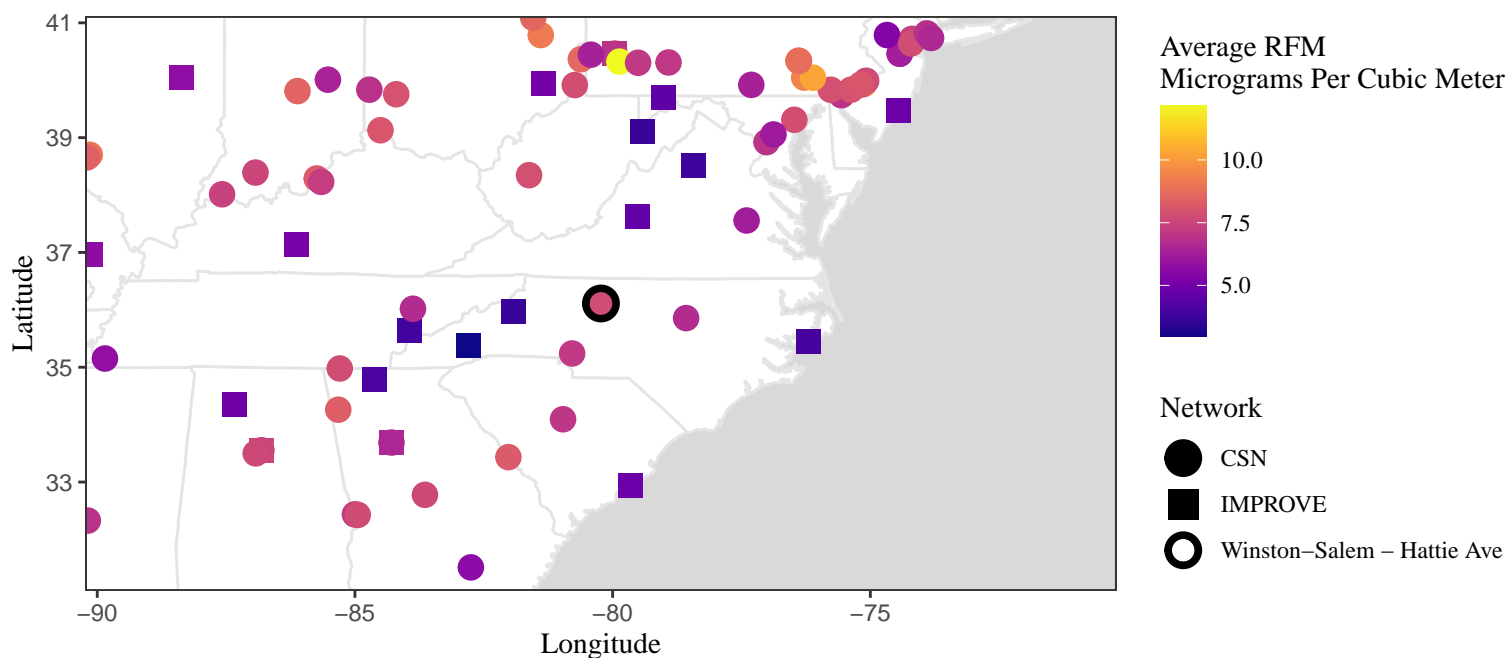 41
39
37
35
33
Latitude
−90
−85
−80
−75
Longitude
Average RFM
Micrograms Per Cubic Meter
10.0
7.5
5.0
Network
CSN
IMPROVE
Winston−Salem − Hattie Ave